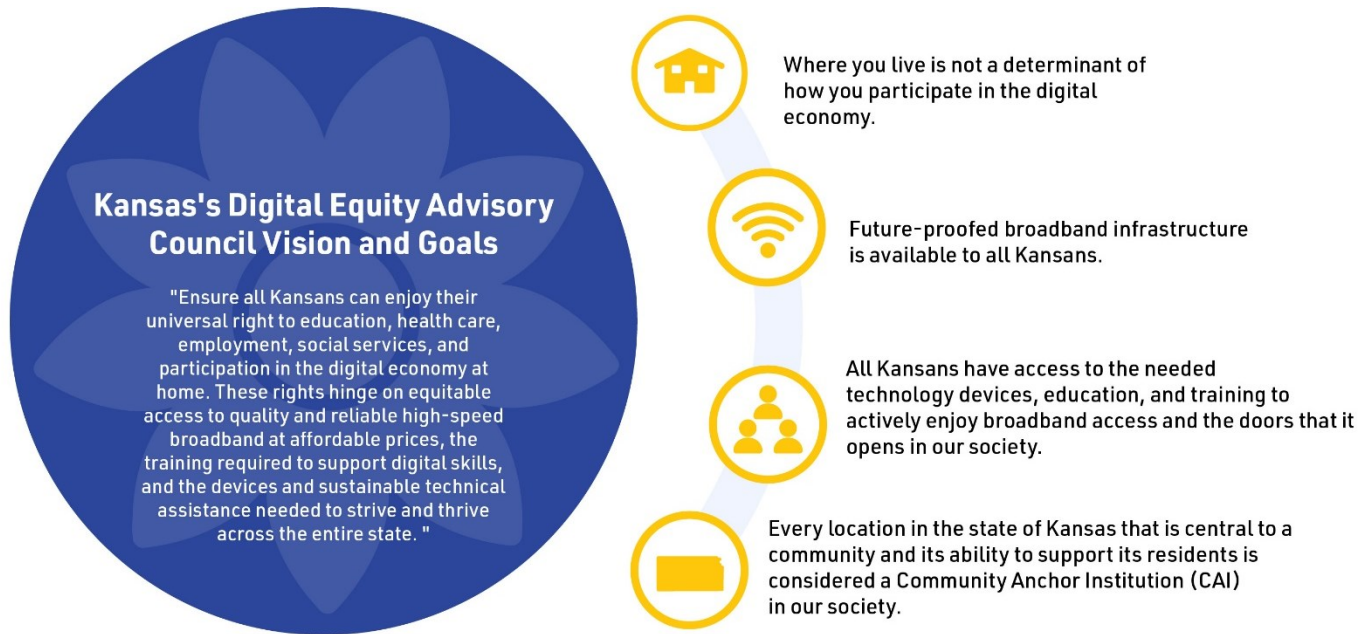 Kansas's Digital Equity Advisory
Council Vision and Goals
"Ensure all Kansans can enjoy their
universal right to education, health care,
employment, social services, and
participation in the digital economy at
home. These rights hinge on equitable
access to quality and reliable high-speed
broadband at affordable prices, the
training required to support digital skills,
and the devices and sustainable technical
assistance needed to strive and thrive
across the entire state. "
Where you live is not a determinant of
how you participate in the digital
economy.
Future-proofed broadband infrastructure
is available to all Kansans.
All Kansans have access to the needed
technology devices, education, and training to
actively enjoy broadband access and the doors that it
opens in our society.
Every location in the state of Kansas that is central to a
community and its ability to support its residents is
considered a Community Anchor Institution (CAI)
in our society.